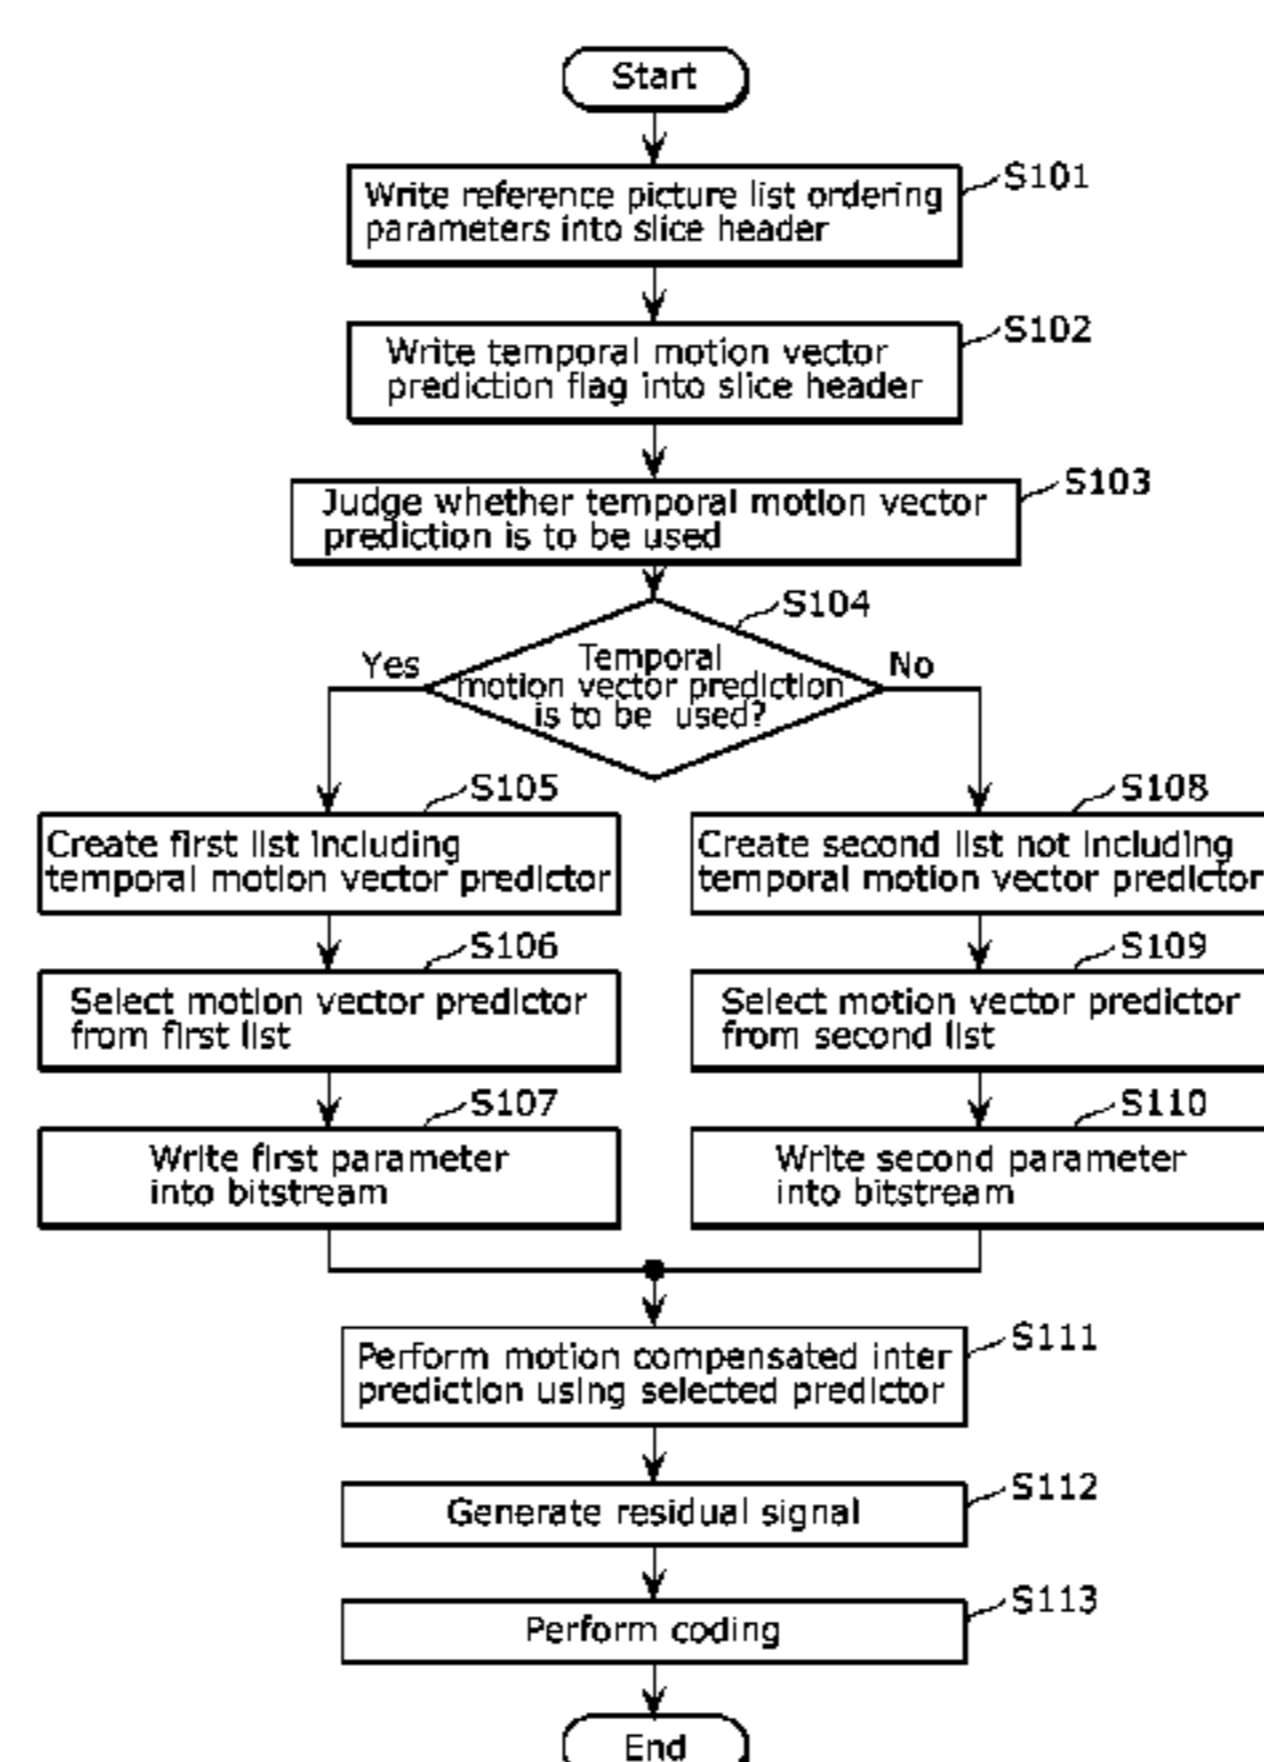 Start
S101
Write reference picture list ordering
parameters into slice header
S102
Write temporal motion vector
prediction flag into slice header
S103
Judge whether temporal motion vector
prediction is to be used
S104
Yes
Temporal
motion vector prediction
is to be used?
No
S105
Create first list including
temporal motion vector predictor
S108
Create second list not including
temporal motion vector predictor
S106
Select motion vector predictor
from first list
S109
Select motion vector predictor
from second list
S107
Write first parameter
into bitstream
S110
Write second parameter
into bitstream
S111
Perform motion compensated inter
prediction using selected predictor
S112
Generate residual signal
S113
Perform coding
End